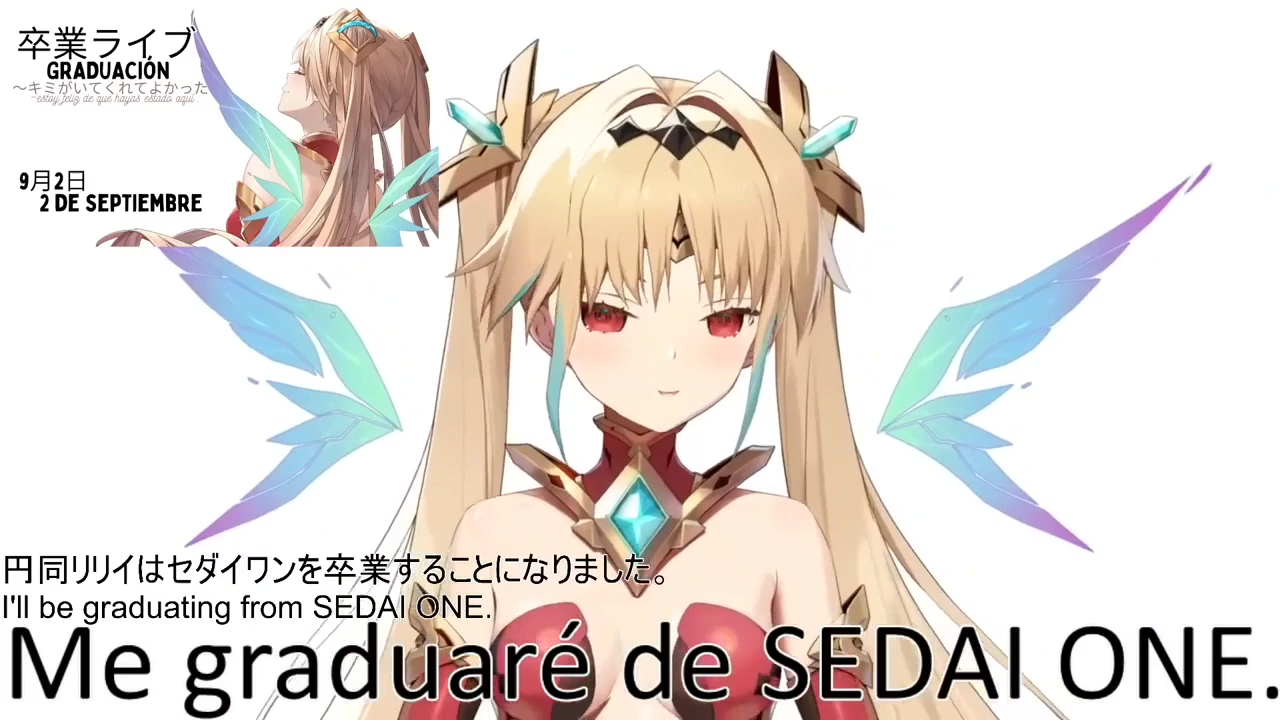 卒業ライブ
GRADUACIÓN
～キミがいてくれてよかった
~estoy feliz de que hayas estado aquí
9月2日
2 DE SEPTIEMBRE
円同リリイはセダイワンを卒業することになりました。
I'll be graduating from SEDAI ONE.
Me graduaré de SEDAI ONE.